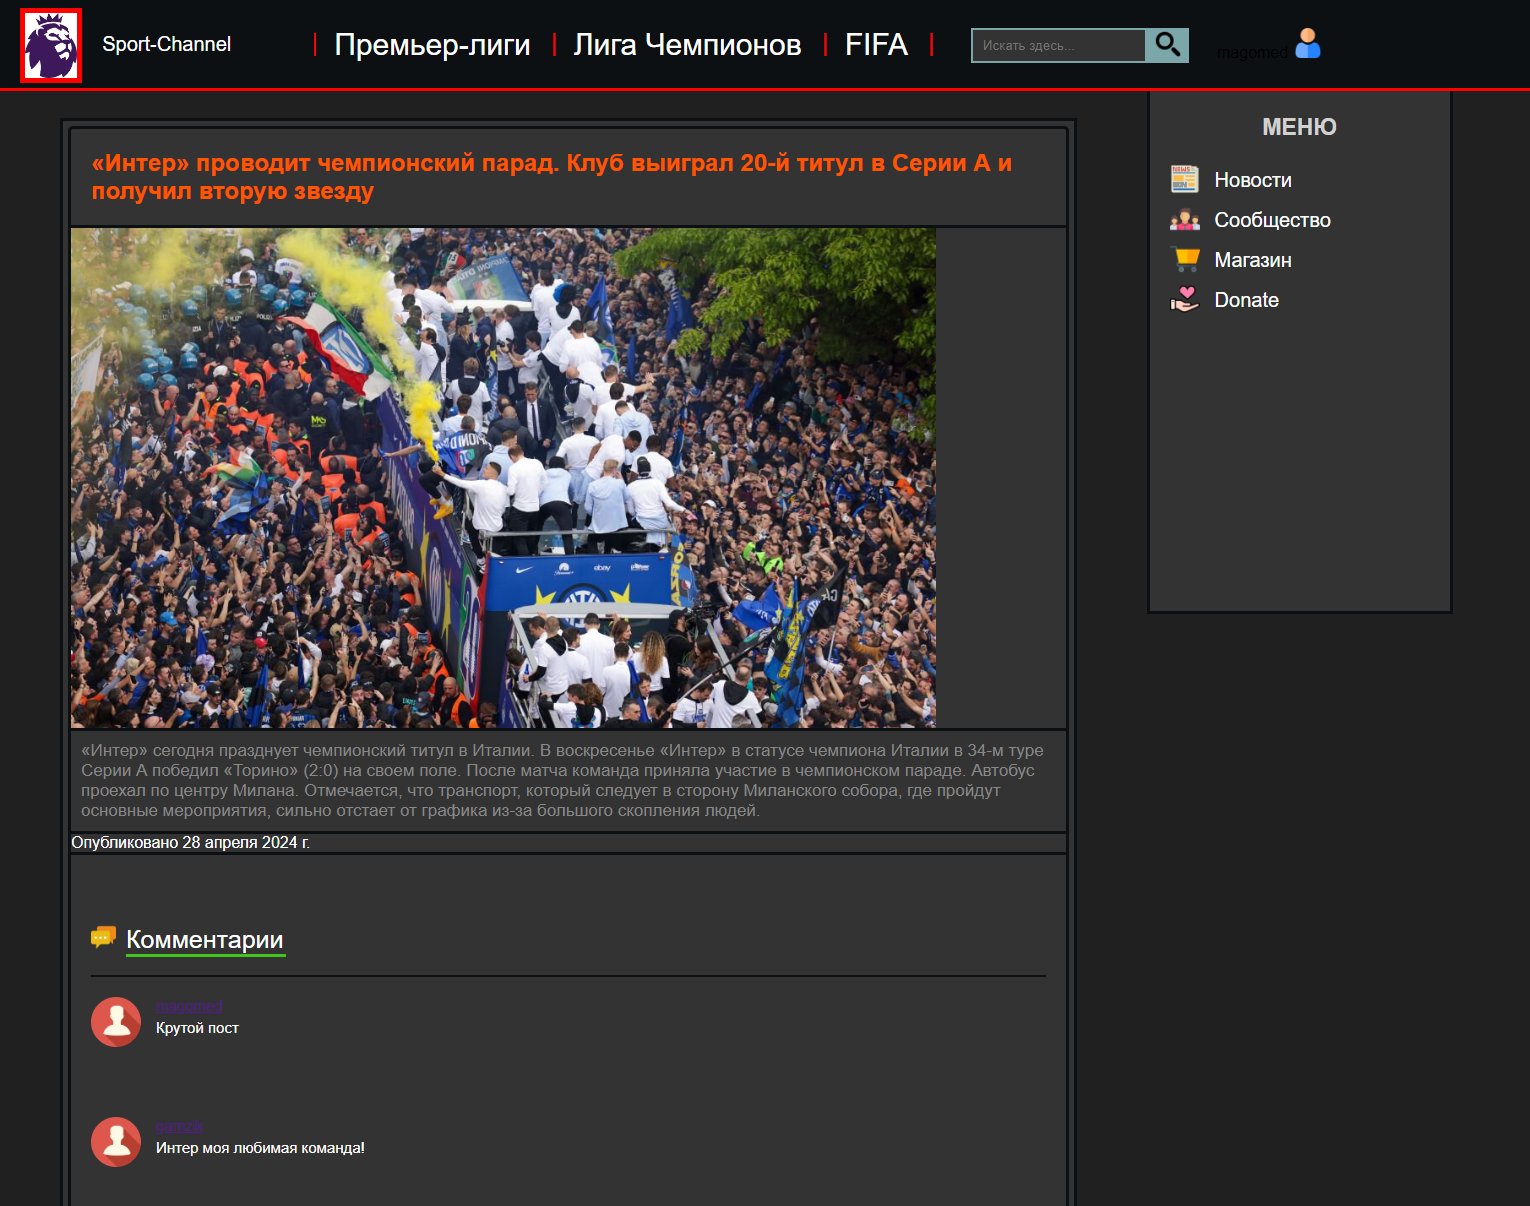 Sport-Channel
Премьер-лиги
Лига Чемпионов
FIFA
Искать здесь...
magomed
МЕНЮ
Новости
Сообщество
Магазин
Donate
«Интер» проводит чемпионский парад. Клуб выиграл 20-й титул в Серии А и
получил вторую звезду
ebay
«Интер» сегодня празднует чемпионский титул в Италии. В воскресенье «Интер» в статусе чемпиона Италии в 34-м туре
Серии А победил «Торино» (2:0) на своем поле. После матча команда приняла участие в чемпионском параде. Автобус
проехал по центру Милана. Отмечается, что транспорт, который следует в сторону Миланского собора, где пройдут
основные мероприятия, сильно отстает от графика из-за большого скопления людей.
Опубликовано 28 апреля 2024 г.
Комментарии
magomed
Крутой пост
Интер моя любимая команда!